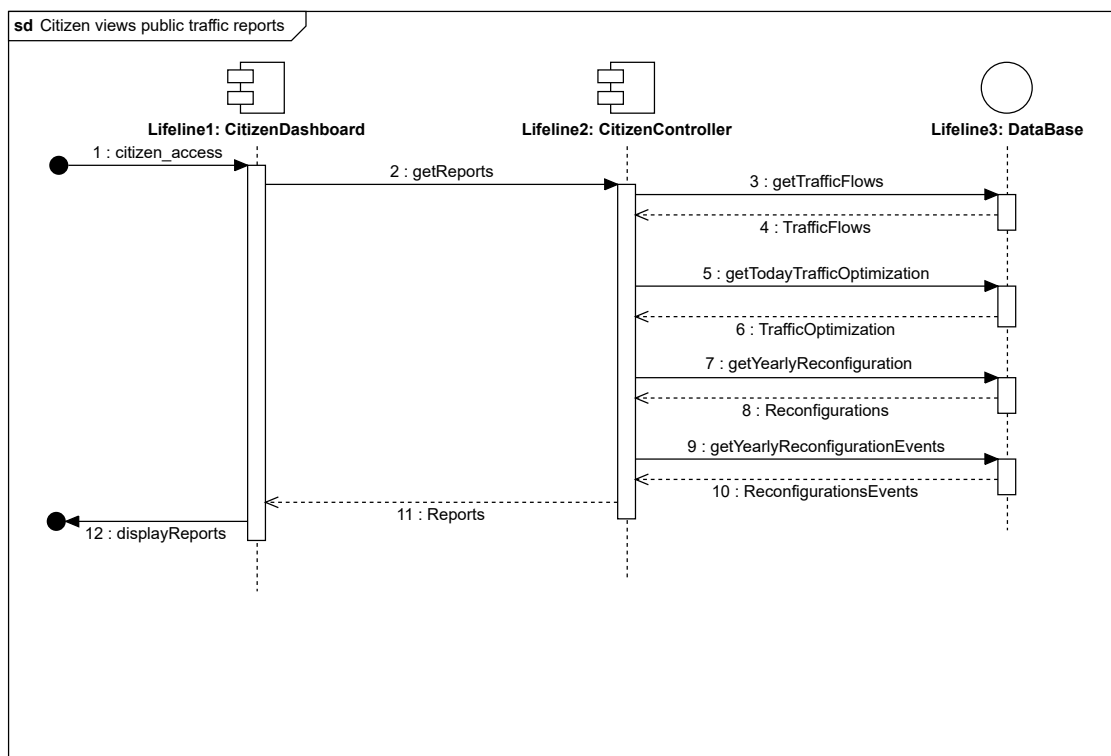 sd Citizen views public traffic reports
Lifeline1: CitizenDashboard
Lifeline2: CitizenController
Lifeline3: DataBase
1 : citizen_access
2 : getReports
3 : getTrafficFlows
4 : TrafficFlows
5 : getTodayTrafficOptimization
6 : TrafficOptimization
7 : getYearlyReconfiguration
8 : Reconfigurations
9 : getYearlyReconfigurationEvents
10 : ReconfigurationsEvents
11 : Reports
12 : displayReports